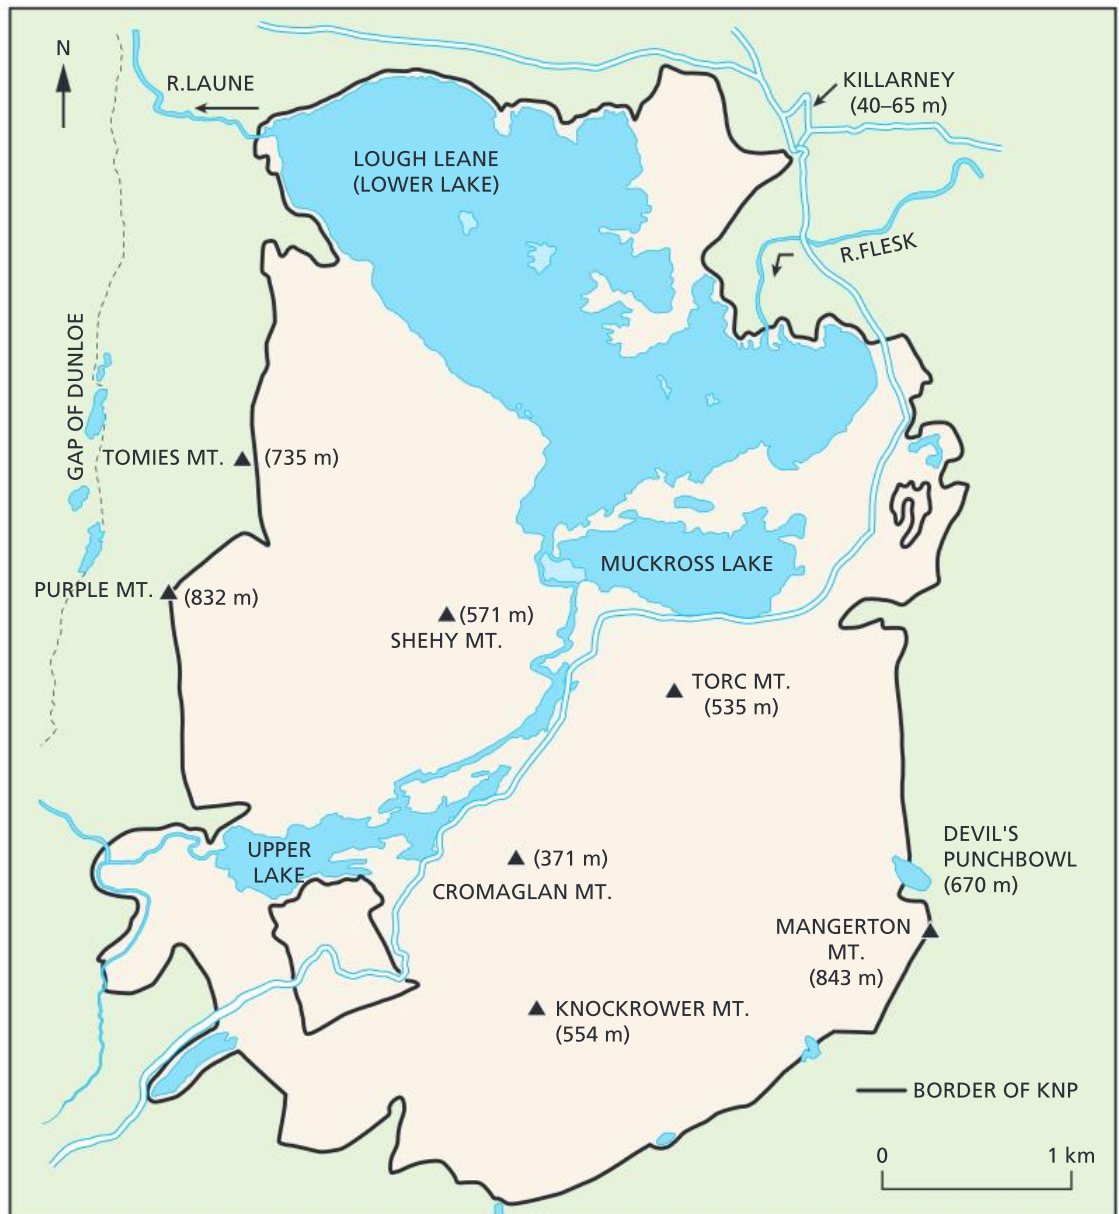 N
R.LAUNE
KILLARNEY
(40–65 m)
LOUGH LEANE
(LOWER LAKE)
R.FLESK
GAP OF DUNLOE
TOMIES MT.
(735 m)
MUCKROSS LAKE
PURPLE MT.
(832 m)
(571 m)
SHEHY MT.
TORC MT.
(535 m)
UPPER
LAKE
(371 m)
CROMAGLAN MT.
DEVIL'S
PUNCHBOWL
(670 m)
MANGERTON
MT.
(843 m)
KNOCKROWER MT.
(554 m)
BORDER OF KNP
0 1 km